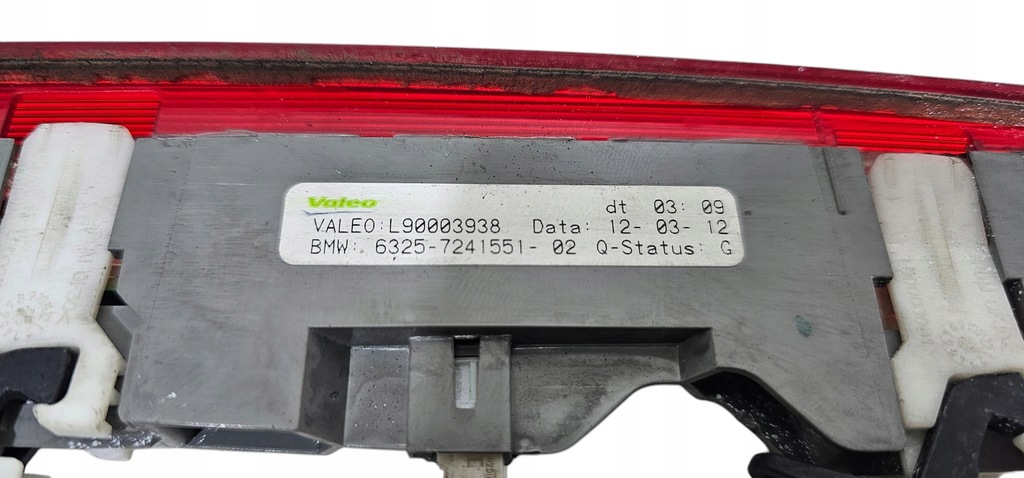 Valeo
dt 03: 09
VALEO:L90003938 Data: 12- 03- 12
BMW:. 6325-7241551- 02 Q-Status: G